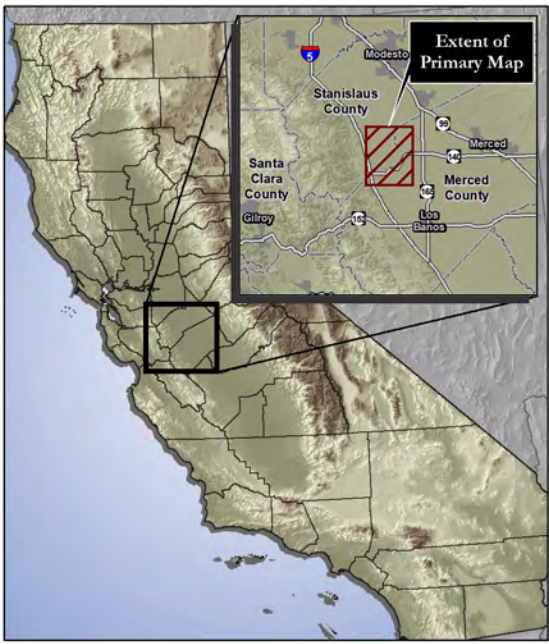 Extent of
Primary Map
5
Modesto
Stanislaus
County
99
Merced
140
Santa
Clara
County
Merced
County
165
Gilroy
152
Los
Banos